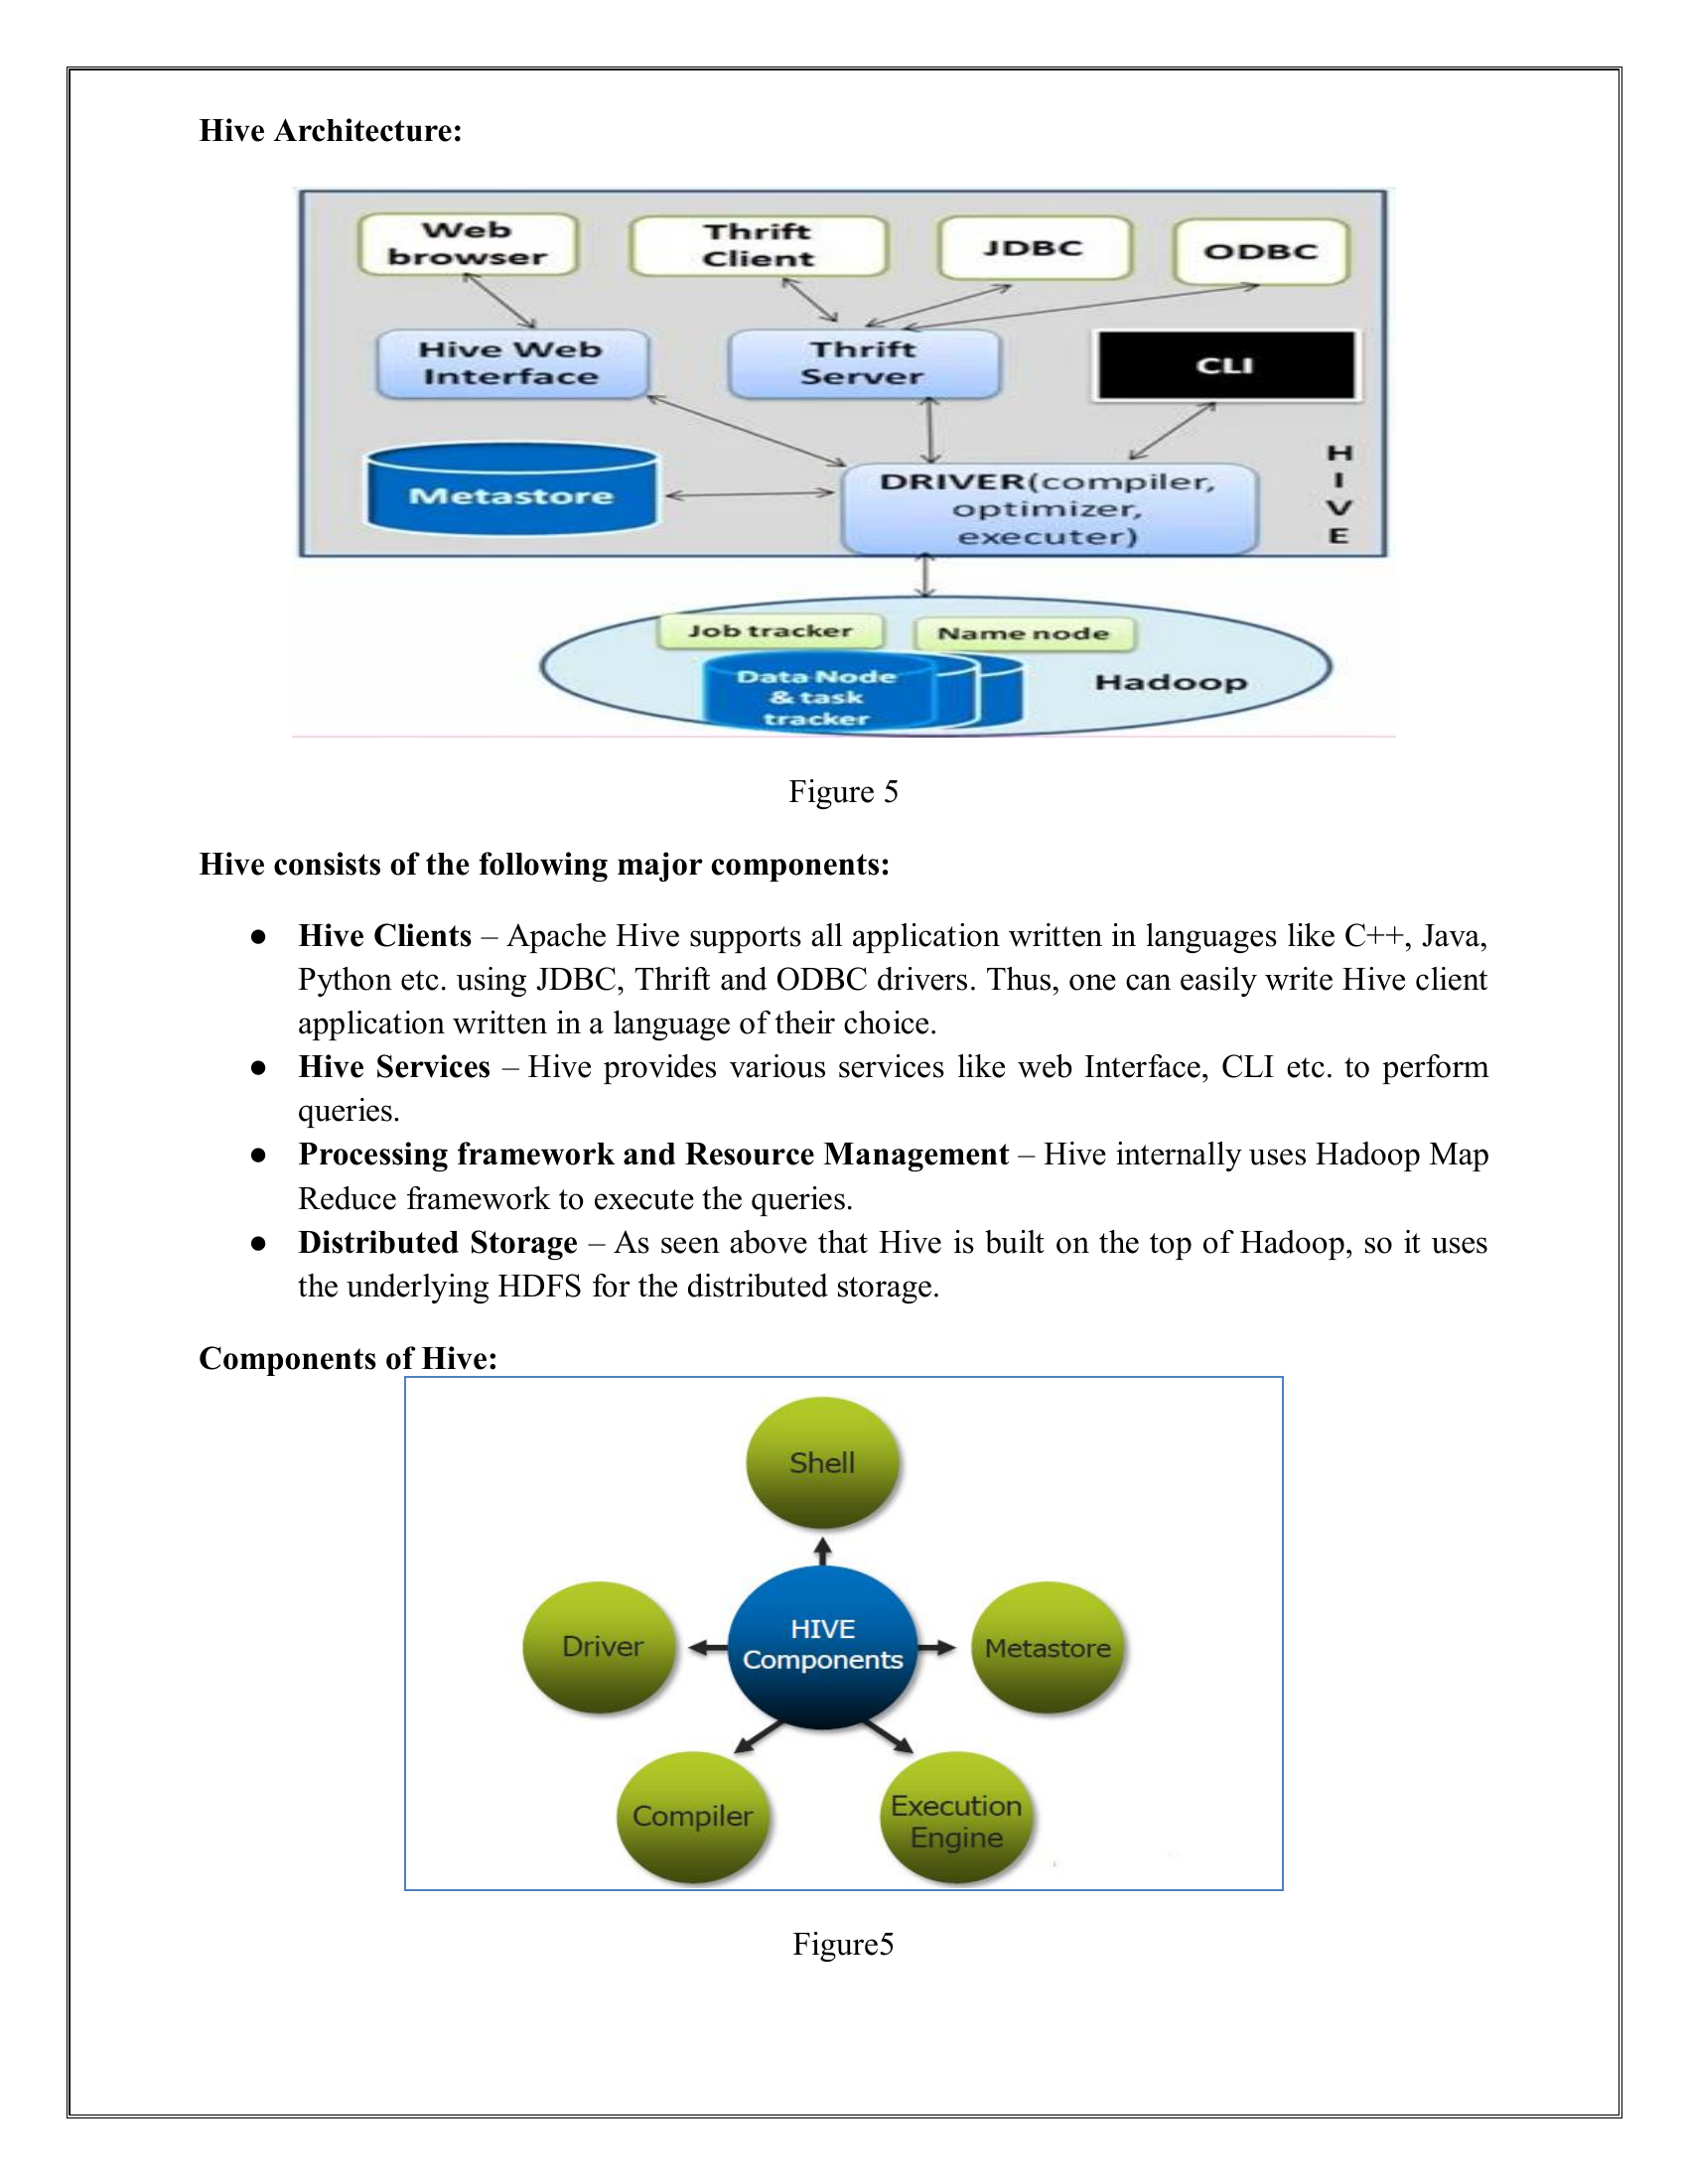 Hive Architecture:
Web
browser
Thrift
Client
JDBC
ODBC
Hive Web
Interface
Thrift
Server
CLI
Metastore
DRIVER(compiler,
optimizer,
executer)
H
I
V
E
Job tracker
Name node
Data Node
& task
tracker
Hadoop
Figure 5
Hive consists of the following major components:
● Hive Clients – Apache Hive supports all application written in languages like C++, Java,
Python etc. using JDBC, Thrift and ODBC drivers. Thus, one can easily write Hive client
application written in a language of their choice.
● Hive Services – Hive provides various services like web Interface, CLI etc. to perform
queries.
● Processing framework and Resource Management – Hive internally uses Hadoop Map
Reduce framework to execute the queries.
● Distributed Storage – As seen above that Hive is built on the top of Hadoop, so it uses
the underlying HDFS for the distributed storage.
Components of Hive:
Shell
Driver
HIVE
Components
Metastore
Compiler
Execution
Engine
Figure5